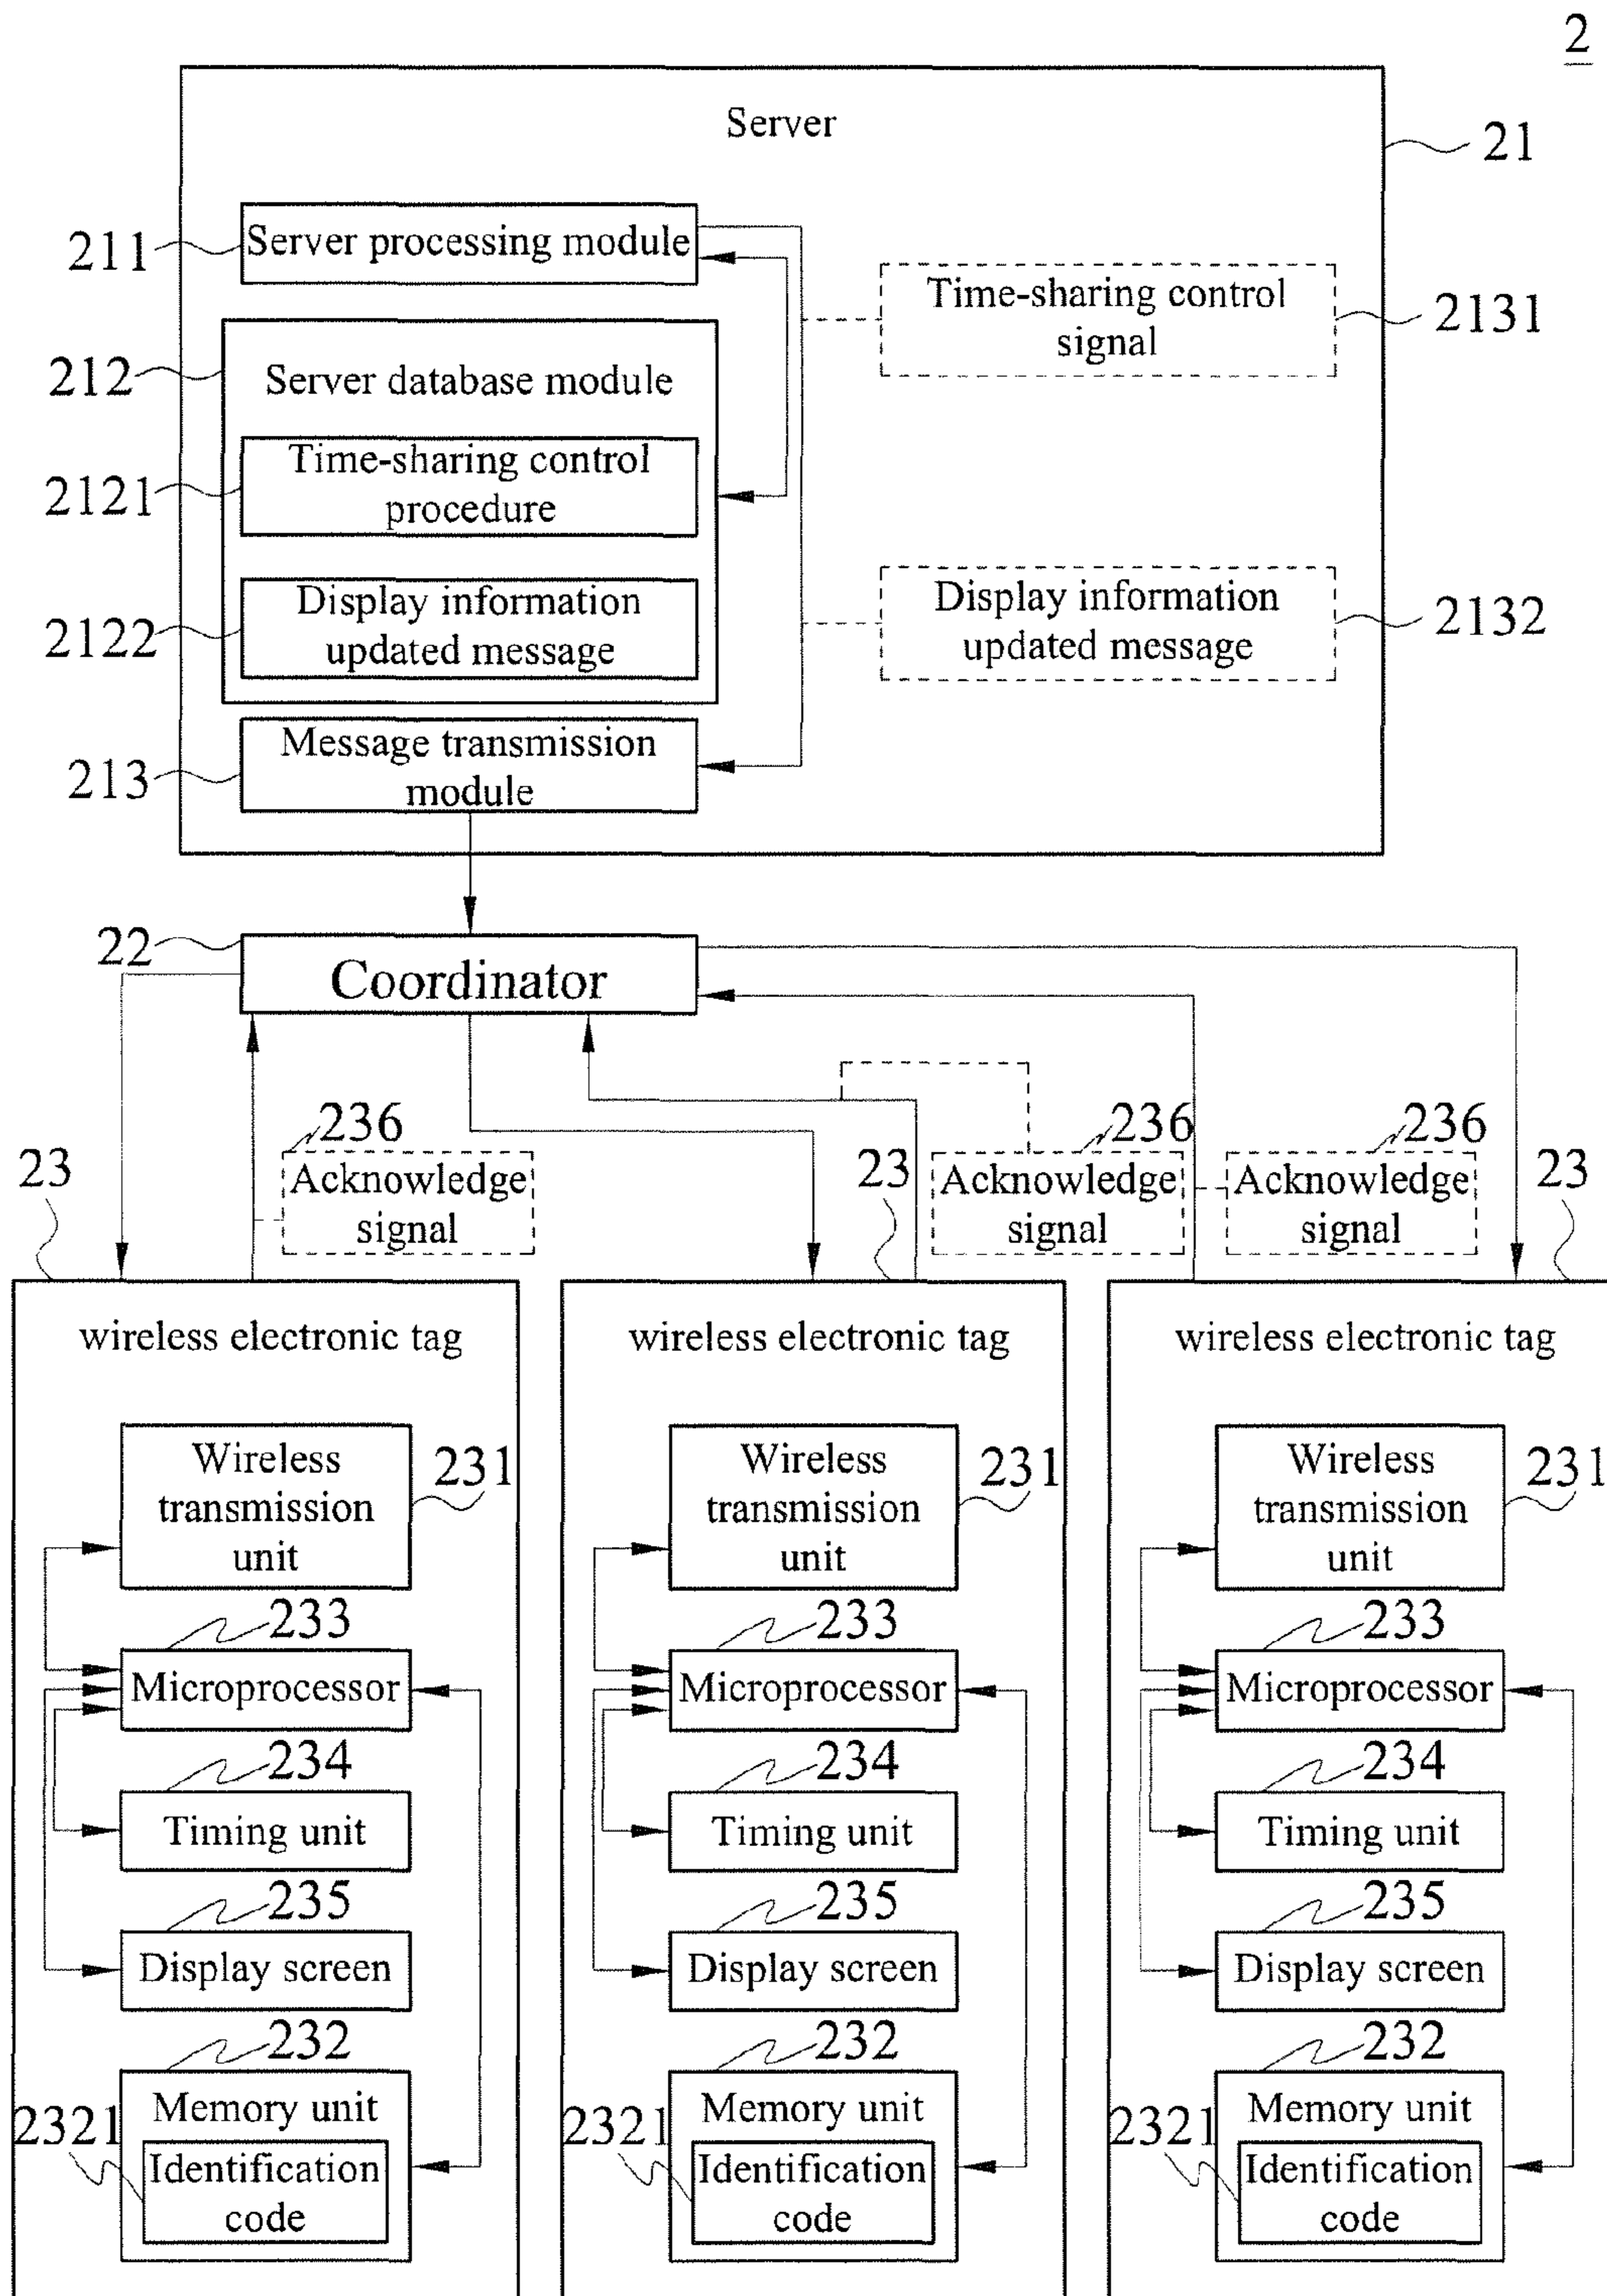 2
Server
21
211
Server processing module
Time-sharing control
signal
2131
212
Server database module
2121
Time-sharing control
procedure
2122
Display information
updated message
Display information
updated message
2132
213
Message transmission
module
22
Coordinator
236
Acknowledge
signal
236
Acknowledge
signal
236
Acknowledge
signal
23
wireless electronic tag
Wireless
transmission
unit
231
233
Microprocessor
234
Timing unit
235
Display screen
232
Memory unit
2321
Identification
code
23
wireless electronic tag
Wireless
transmission
unit
231
233
Microprocessor
234
Timing unit
235
Display screen
232
Memory unit
2321
Identification
code
23
wireless electronic tag
Wireless
transmission
unit
231
233
Microprocessor
234
Timing unit
235
Display screen
232
Memory unit
2321
Identification
code